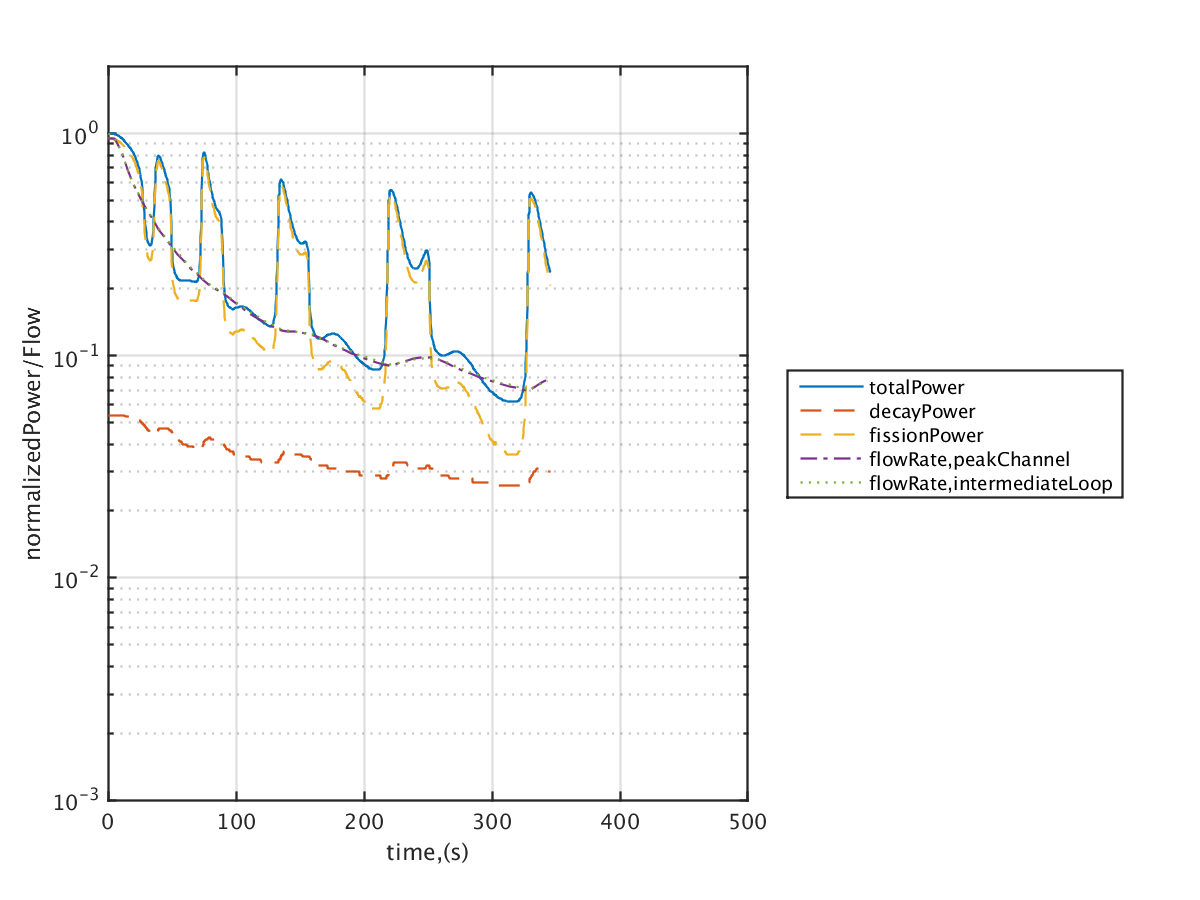 10^0
10^-1
10^-2
10^-3
normalizedPower/Flow
0 100 200 300 400 500
time,(s)
totalPower
decayPower
fissionPower
flowRate,peakChannel
flowRate,intermediateLoop